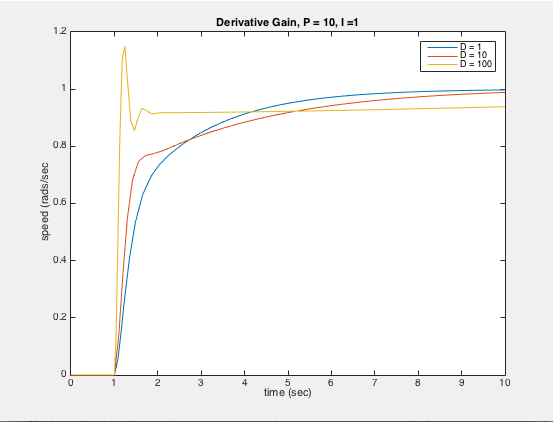 Derivative Gain, P = 10, I =1
D = 1
D = 10
D = 100
speed (rads/sec
1.2
1
0.8
0.6
0.4
0.2
0
0 1 2 3 4 5 6 7 8 9 10
time (sec)